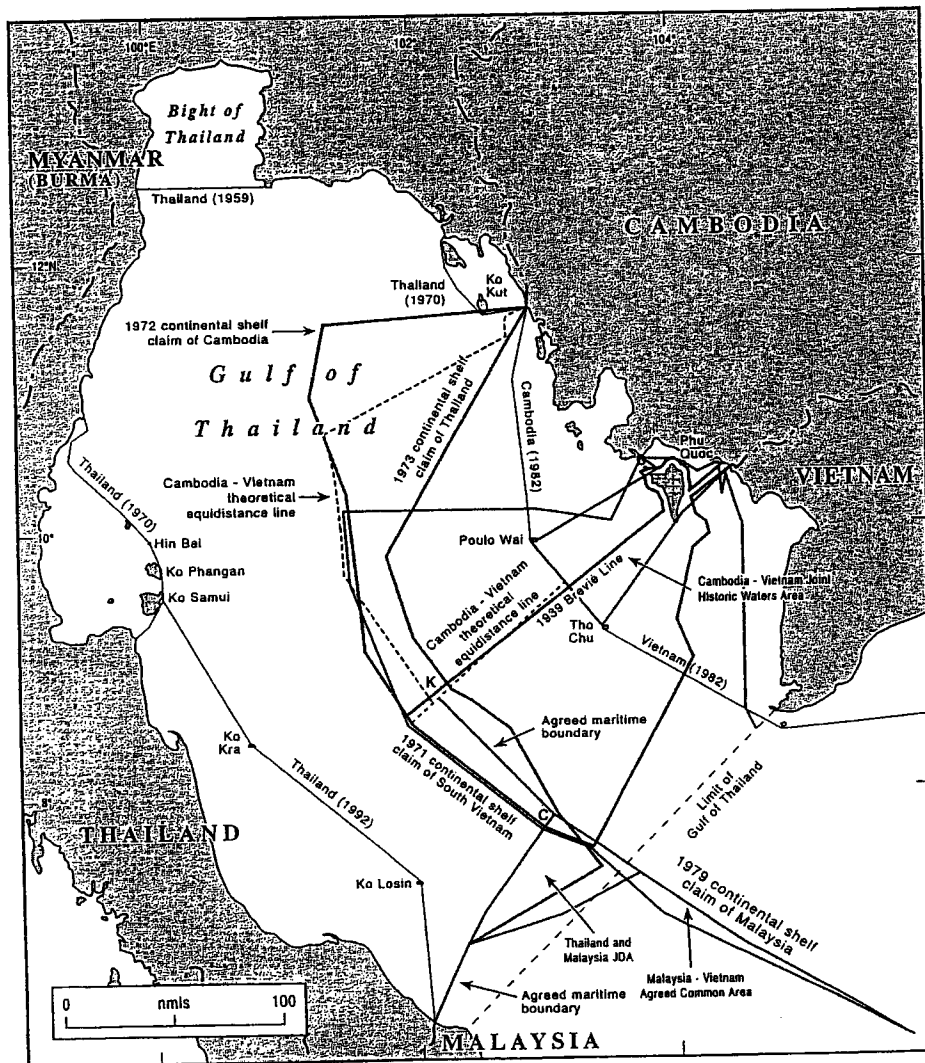 100°E
102°
104°
Bight of
Thailand
MYANMAR
(BURMA)
Thailand (1959)
CAMBODIA
12°N
Thailand
(1970)
Ko
Kut
1972 continental shelf
claim of Cambodia
Gulf of
Thailand
1973 continental shelf
claim of Thailand
Cambodia (1982)
Phu
Quoc
VIETNAM
Cambodia - Vietnam
theoretical
equidistance line
Thailand (1970)
10°
Hin Bai
Poulo Wai
Ko Phangan
Ko Samui
Cambodia - Vietnam
theoretical
equidistance line
1939 Brevié Line
Cambodia - Vietnam Joint
Historic Waters Area
Tho
Chu
Vietnam (1982)
K
Agreed maritime
boundary
Ko
Kra
Thailand (1992)
1971 continental shelf
claim of South Vietnam
Limit of
Gulf of Thailand
8°
C
THAILAND
Ko Losin
1979 continental shelf
claim of Malaysia
Thailand and
Malaysia JDA
Malaysia - Vietnam
Agreed Common Area
0 nmls 100
Agreed maritime
boundary
MALAYSIA